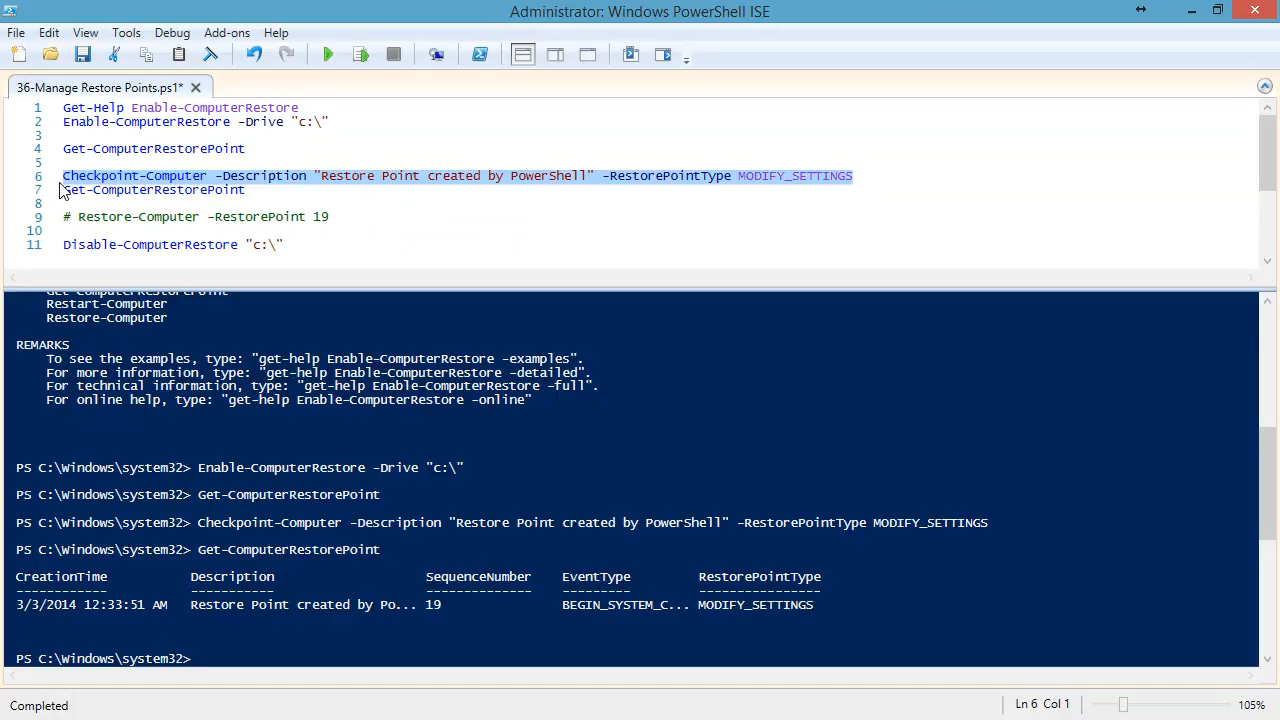 Administrator: Windows PowerShell ISE
File Edit View Tools Debug Add-ons Help
36-Manage Restore Points.ps1*
1 Get-Help Enable-ComputerRestore
2 Enable-ComputerRestore -Drive "c:\"
3
4 Get-ComputerRestorePoint
5
6 Checkpoint-Computer -Description "Restore Point created by PowerShell" -RestorePointType MODIFY_SETTINGS
7 Get-ComputerRestorePoint
8
9 # Restore-Computer -RestorePoint 19
10
11 Disable-ComputerRestore "c:\"
Get-ComputerRestorePoint
Restart-Computer
Restore-Computer
REMARKS
To see the examples, type: "get-help Enable-ComputerRestore -examples".
For more information, type: "get-help Enable-ComputerRestore -detailed".
For technical information, type: "get-help Enable-ComputerRestore -full".
For online help, type: "get-help Enable-ComputerRestore -online"
PS C:\Windows\system32> Enable-ComputerRestore -Drive "c:\"
PS C:\Windows\system32> Get-ComputerRestorePoint
PS C:\Windows\system32> Checkpoint-Computer -Description "Restore Point created by PowerShell" -RestorePointType MODIFY_SETTINGS
PS C:\Windows\system32> Get-ComputerRestorePoint
CreationTime Description SequenceNumber EventType RestorePointType
------------ ----------- -------------- --------- ----------------
3/3/2014 12:33:51 AM Restore Point created by Po... 19 BEGIN_SYSTEM_C... MODIFY_SETTINGS
PS C:\Windows\system32>
Completed Ln 6 Col 1 105%